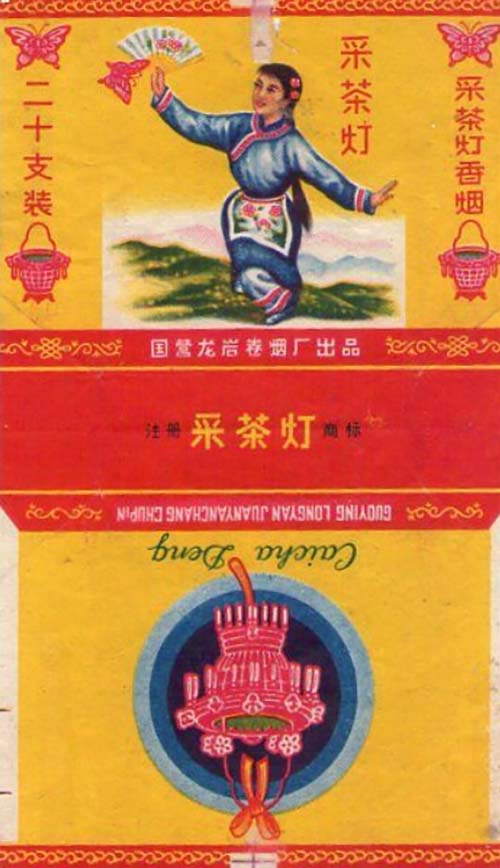 二十支装
采茶灯
采茶灯香烟
国营龙岩卷烟厂出品
注册 采茶灯 商标
GUOYING LONGYAN JUANYANCHANG CHUPIN
Caicha Deng